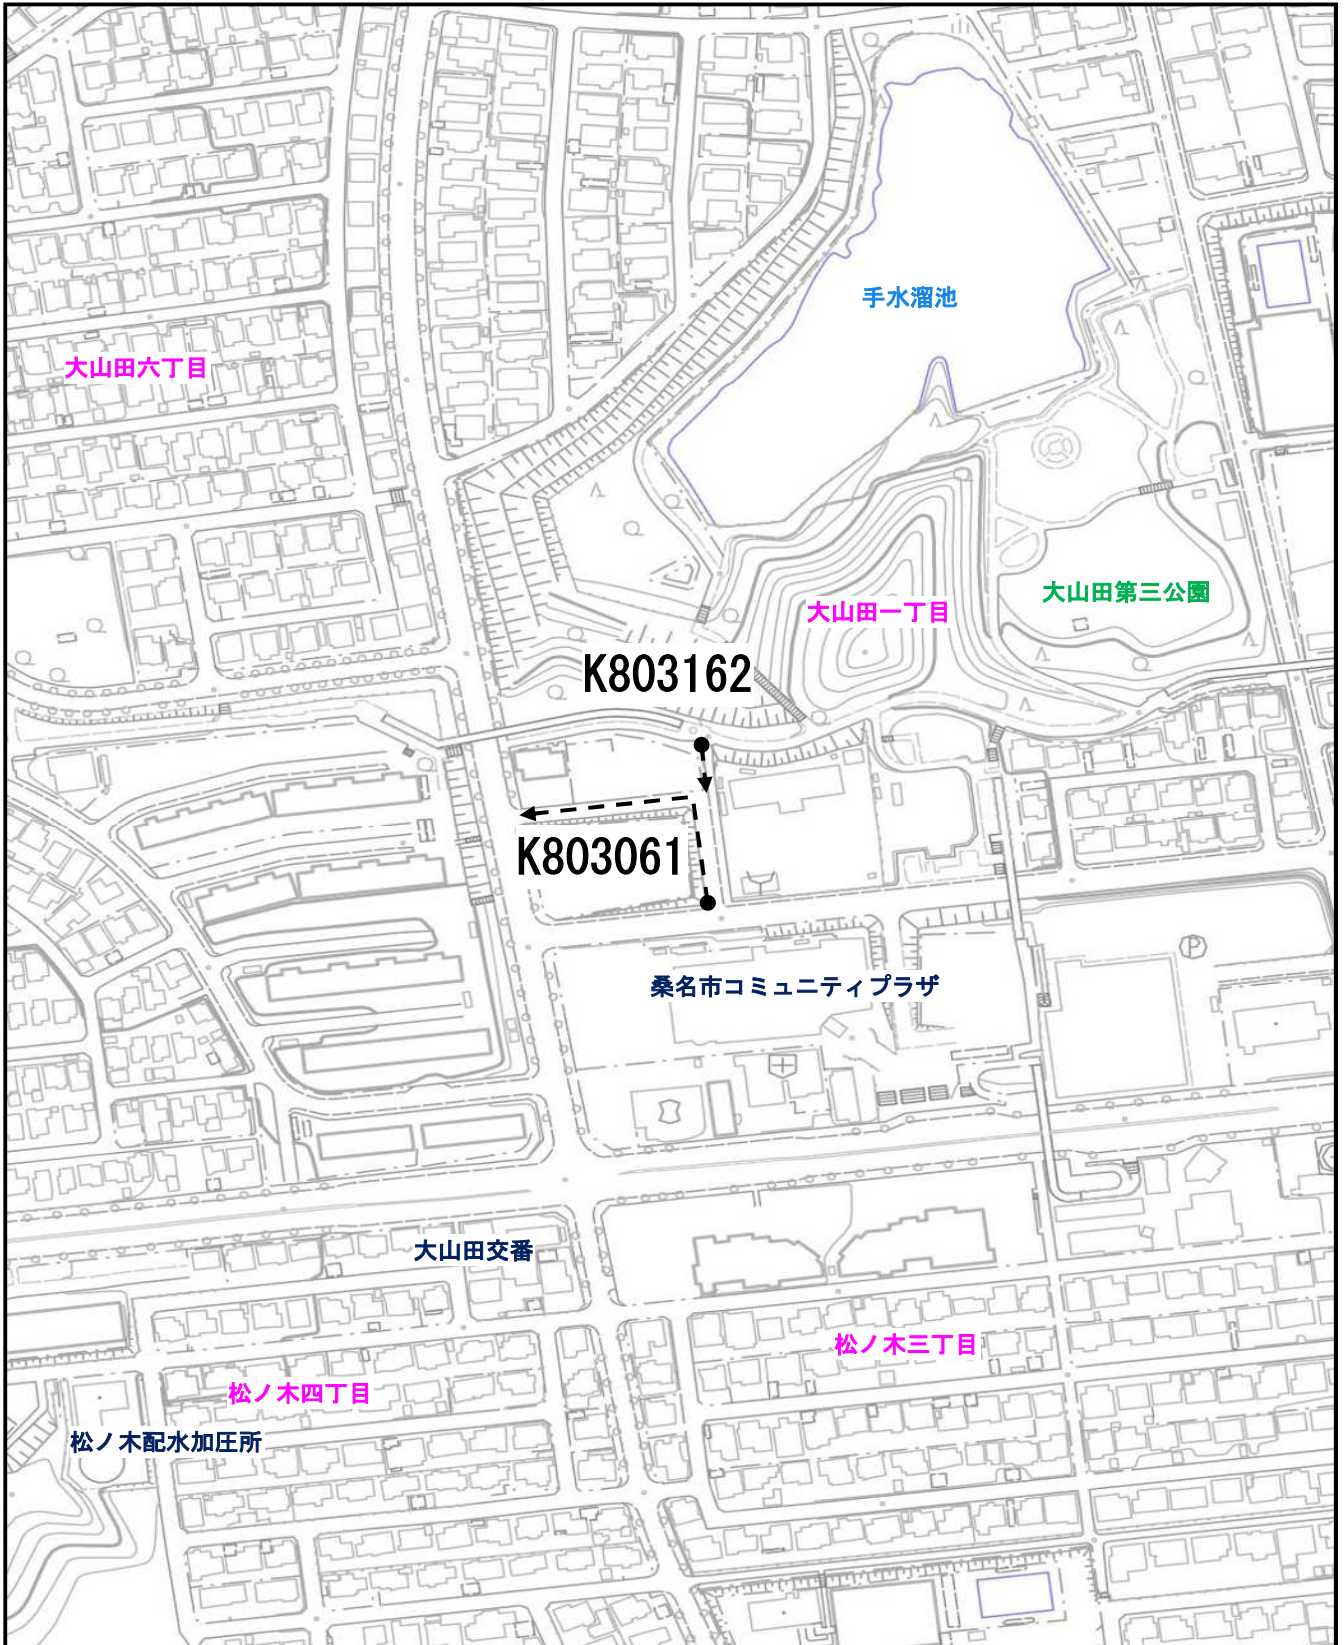 手水溜池
大山田六丁目
大山田第三公園
大山田一丁目
K803162
K803061
桑名市コミュニティプラザ
大山田交番
松ノ木三丁目
松ノ木四丁目
松ノ木配水加圧所